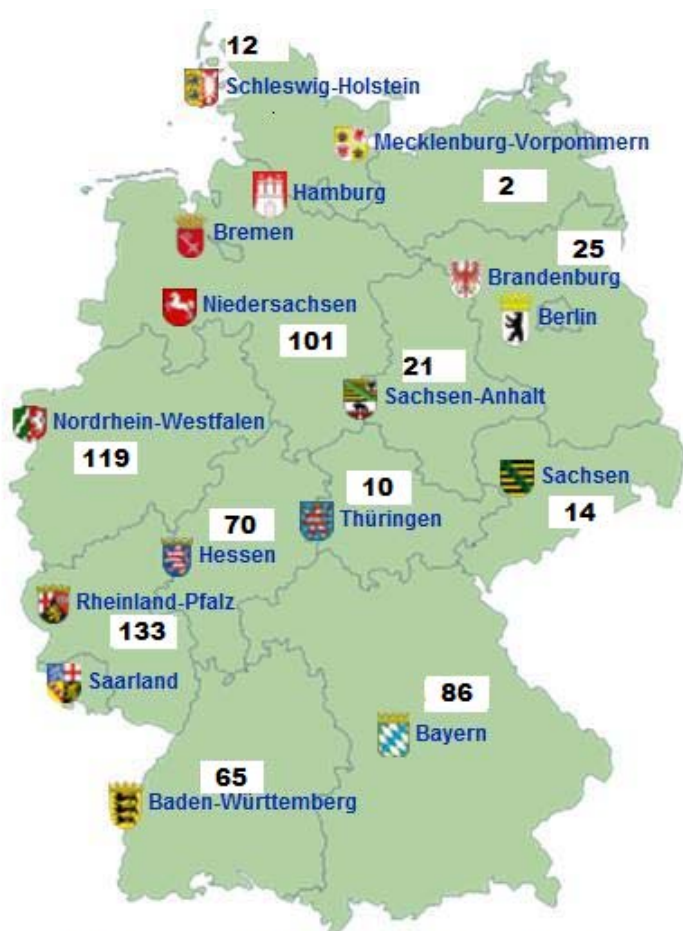 12
Schleswig-Holstein
Mecklenburg-Vorpommern
2
Hamburg
Bremen
25
Brandenburg
Berlin
Niedersachsen
101
21
Sachsen-Anhalt
Nordrhein-Westfalen
119
10
Thüringen
Sachsen
14
70
Hessen
Rheinland-Pfalz
133
Saarland
86
Bayern
65
Baden-Württemberg